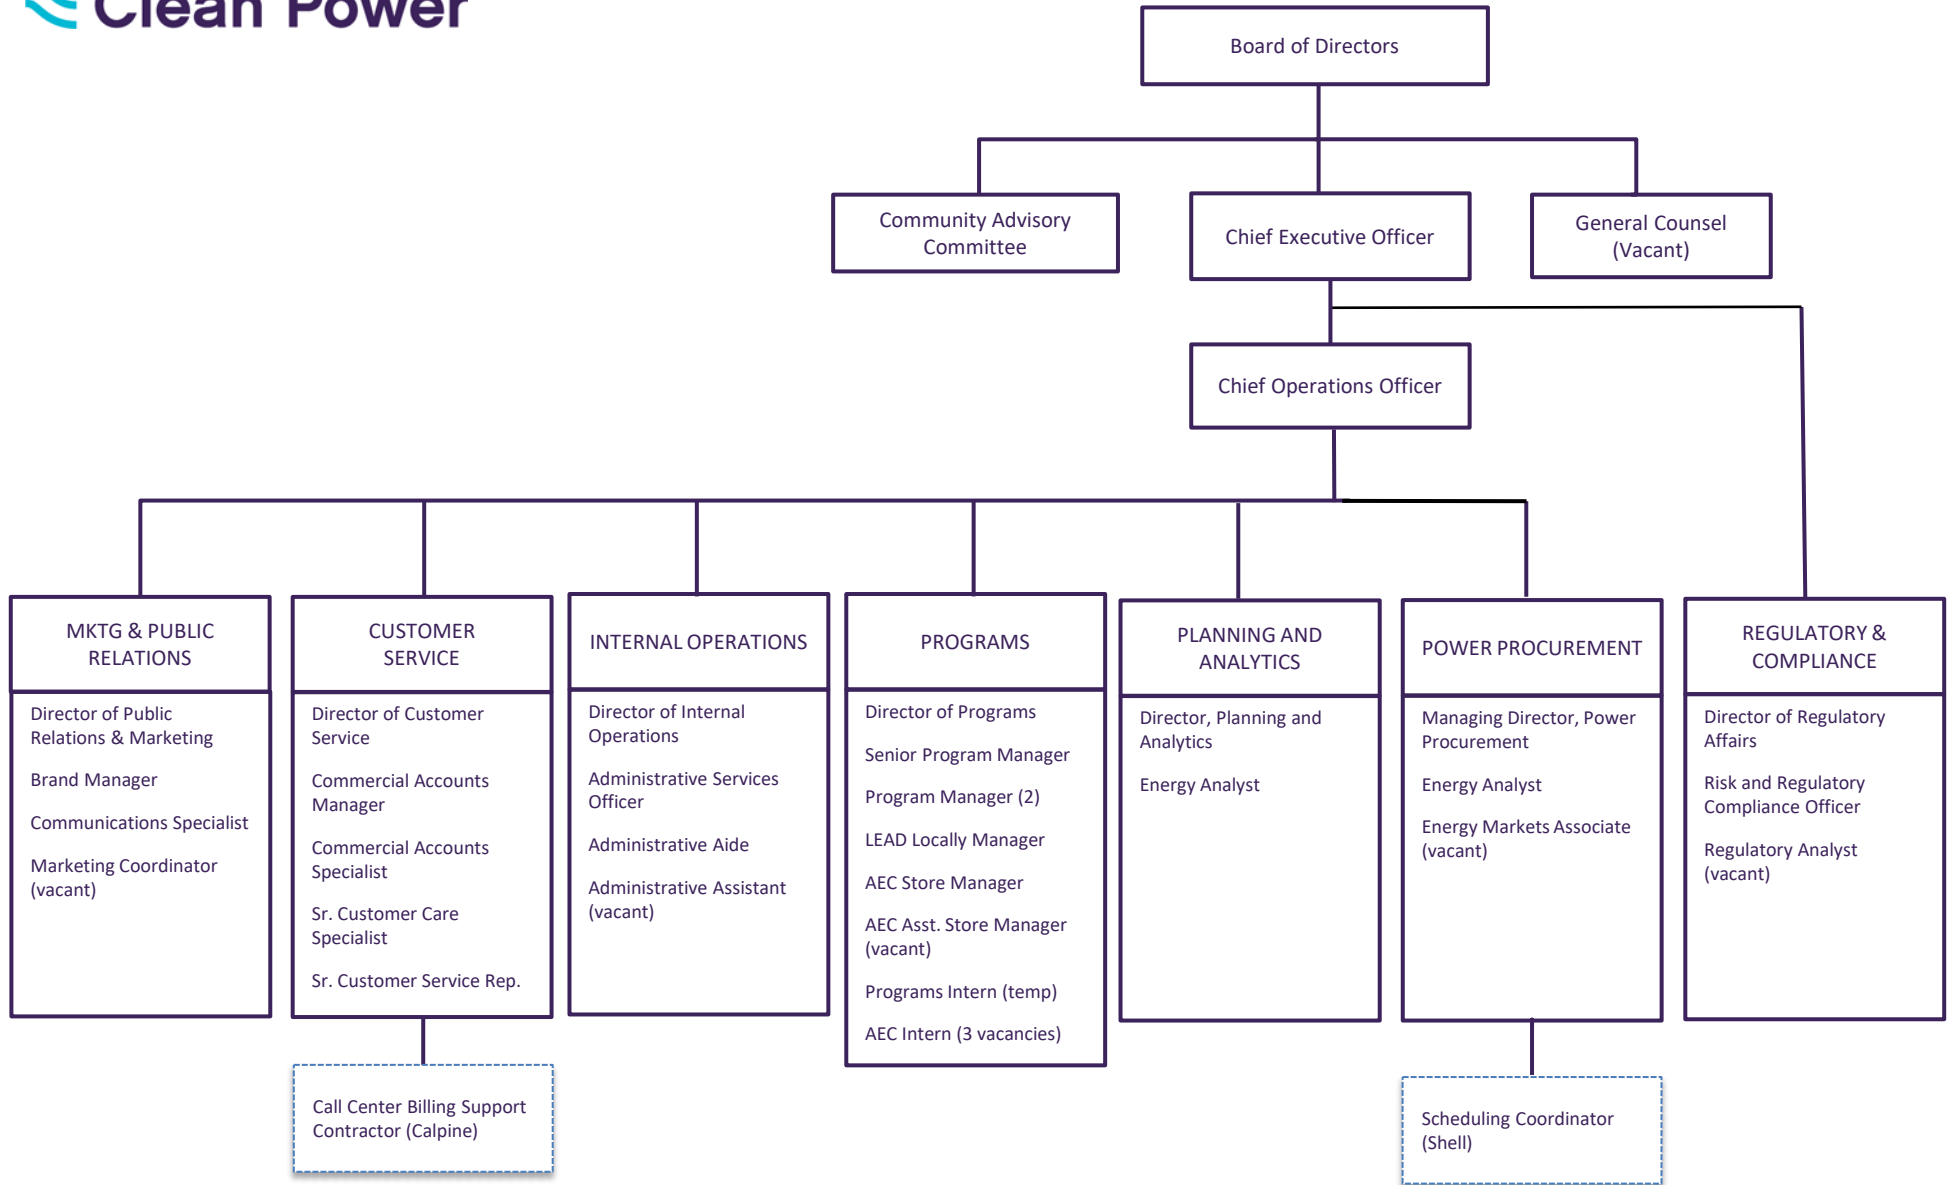 Clean Power
Board of Directors
Community Advisory
Committee
Chief Executive Officer
General Counsel
(Vacant)
Chief Operations Officer
MKTG & PUBLIC
RELATIONS
Director of Public
Relations & Marketing
Brand Manager
Communications Specialist
Marketing Coordinator
(vacant)
CUSTOMER
SERVICE
Director of Customer
Service
Commercial Accounts
Manager
Commercial Accounts
Specialist
Sr. Customer Care
Specialist
Sr. Customer Service Rep.
Call Center Billing Support
Contractor (Calpine)
INTERNAL OPERATIONS
Director of Internal
Operations
Administrative Services
Officer
Administrative Aide
Administrative Assistant
(vacant)
PROGRAMS
Director of Programs
Senior Program Manager
Program Manager (2)
LEAD Locally Manager
AEC Store Manager
AEC Asst. Store Manager
(vacant)
Programs Intern (temp)
AEC Intern (3 vacancies)
PLANNING AND
ANALYTICS
Director, Planning and
Analytics
Energy Analyst
POWER PROCUREMENT
Managing Director, Power
Procurement
Energy Analyst
Energy Markets Associate
(vacant)
Scheduling Coordinator
(Shell)
REGULATORY &
COMPLIANCE
Director of Regulatory
Affairs
Risk and Regulatory
Compliance Officer
Regulatory Analyst
(vacant)